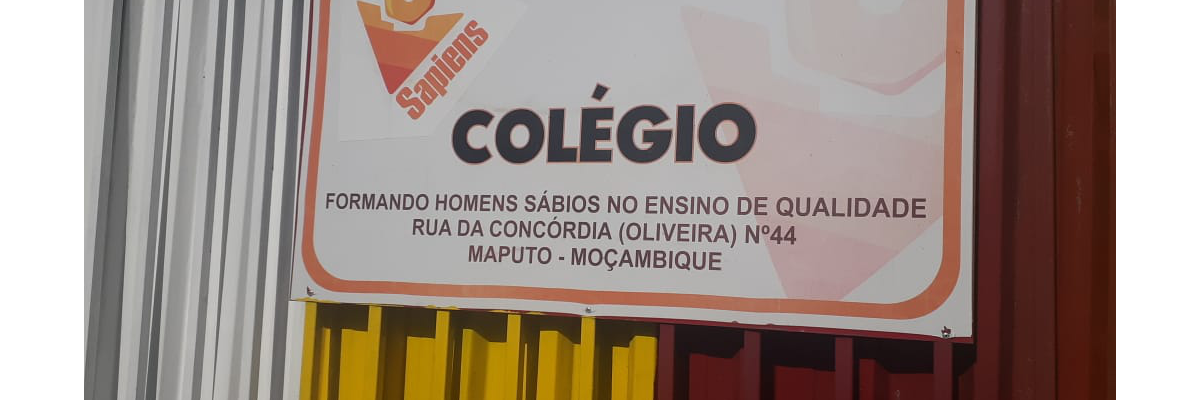 Sapiens
COLÉGIO
FORMANDO HOMENS SÁBIOS NO ENSINO DE QUALIDADE
RUA DA CONCÓRDIA (OLIVEIRA) Nº44
MAPUTO - MOÇAMBIQUE